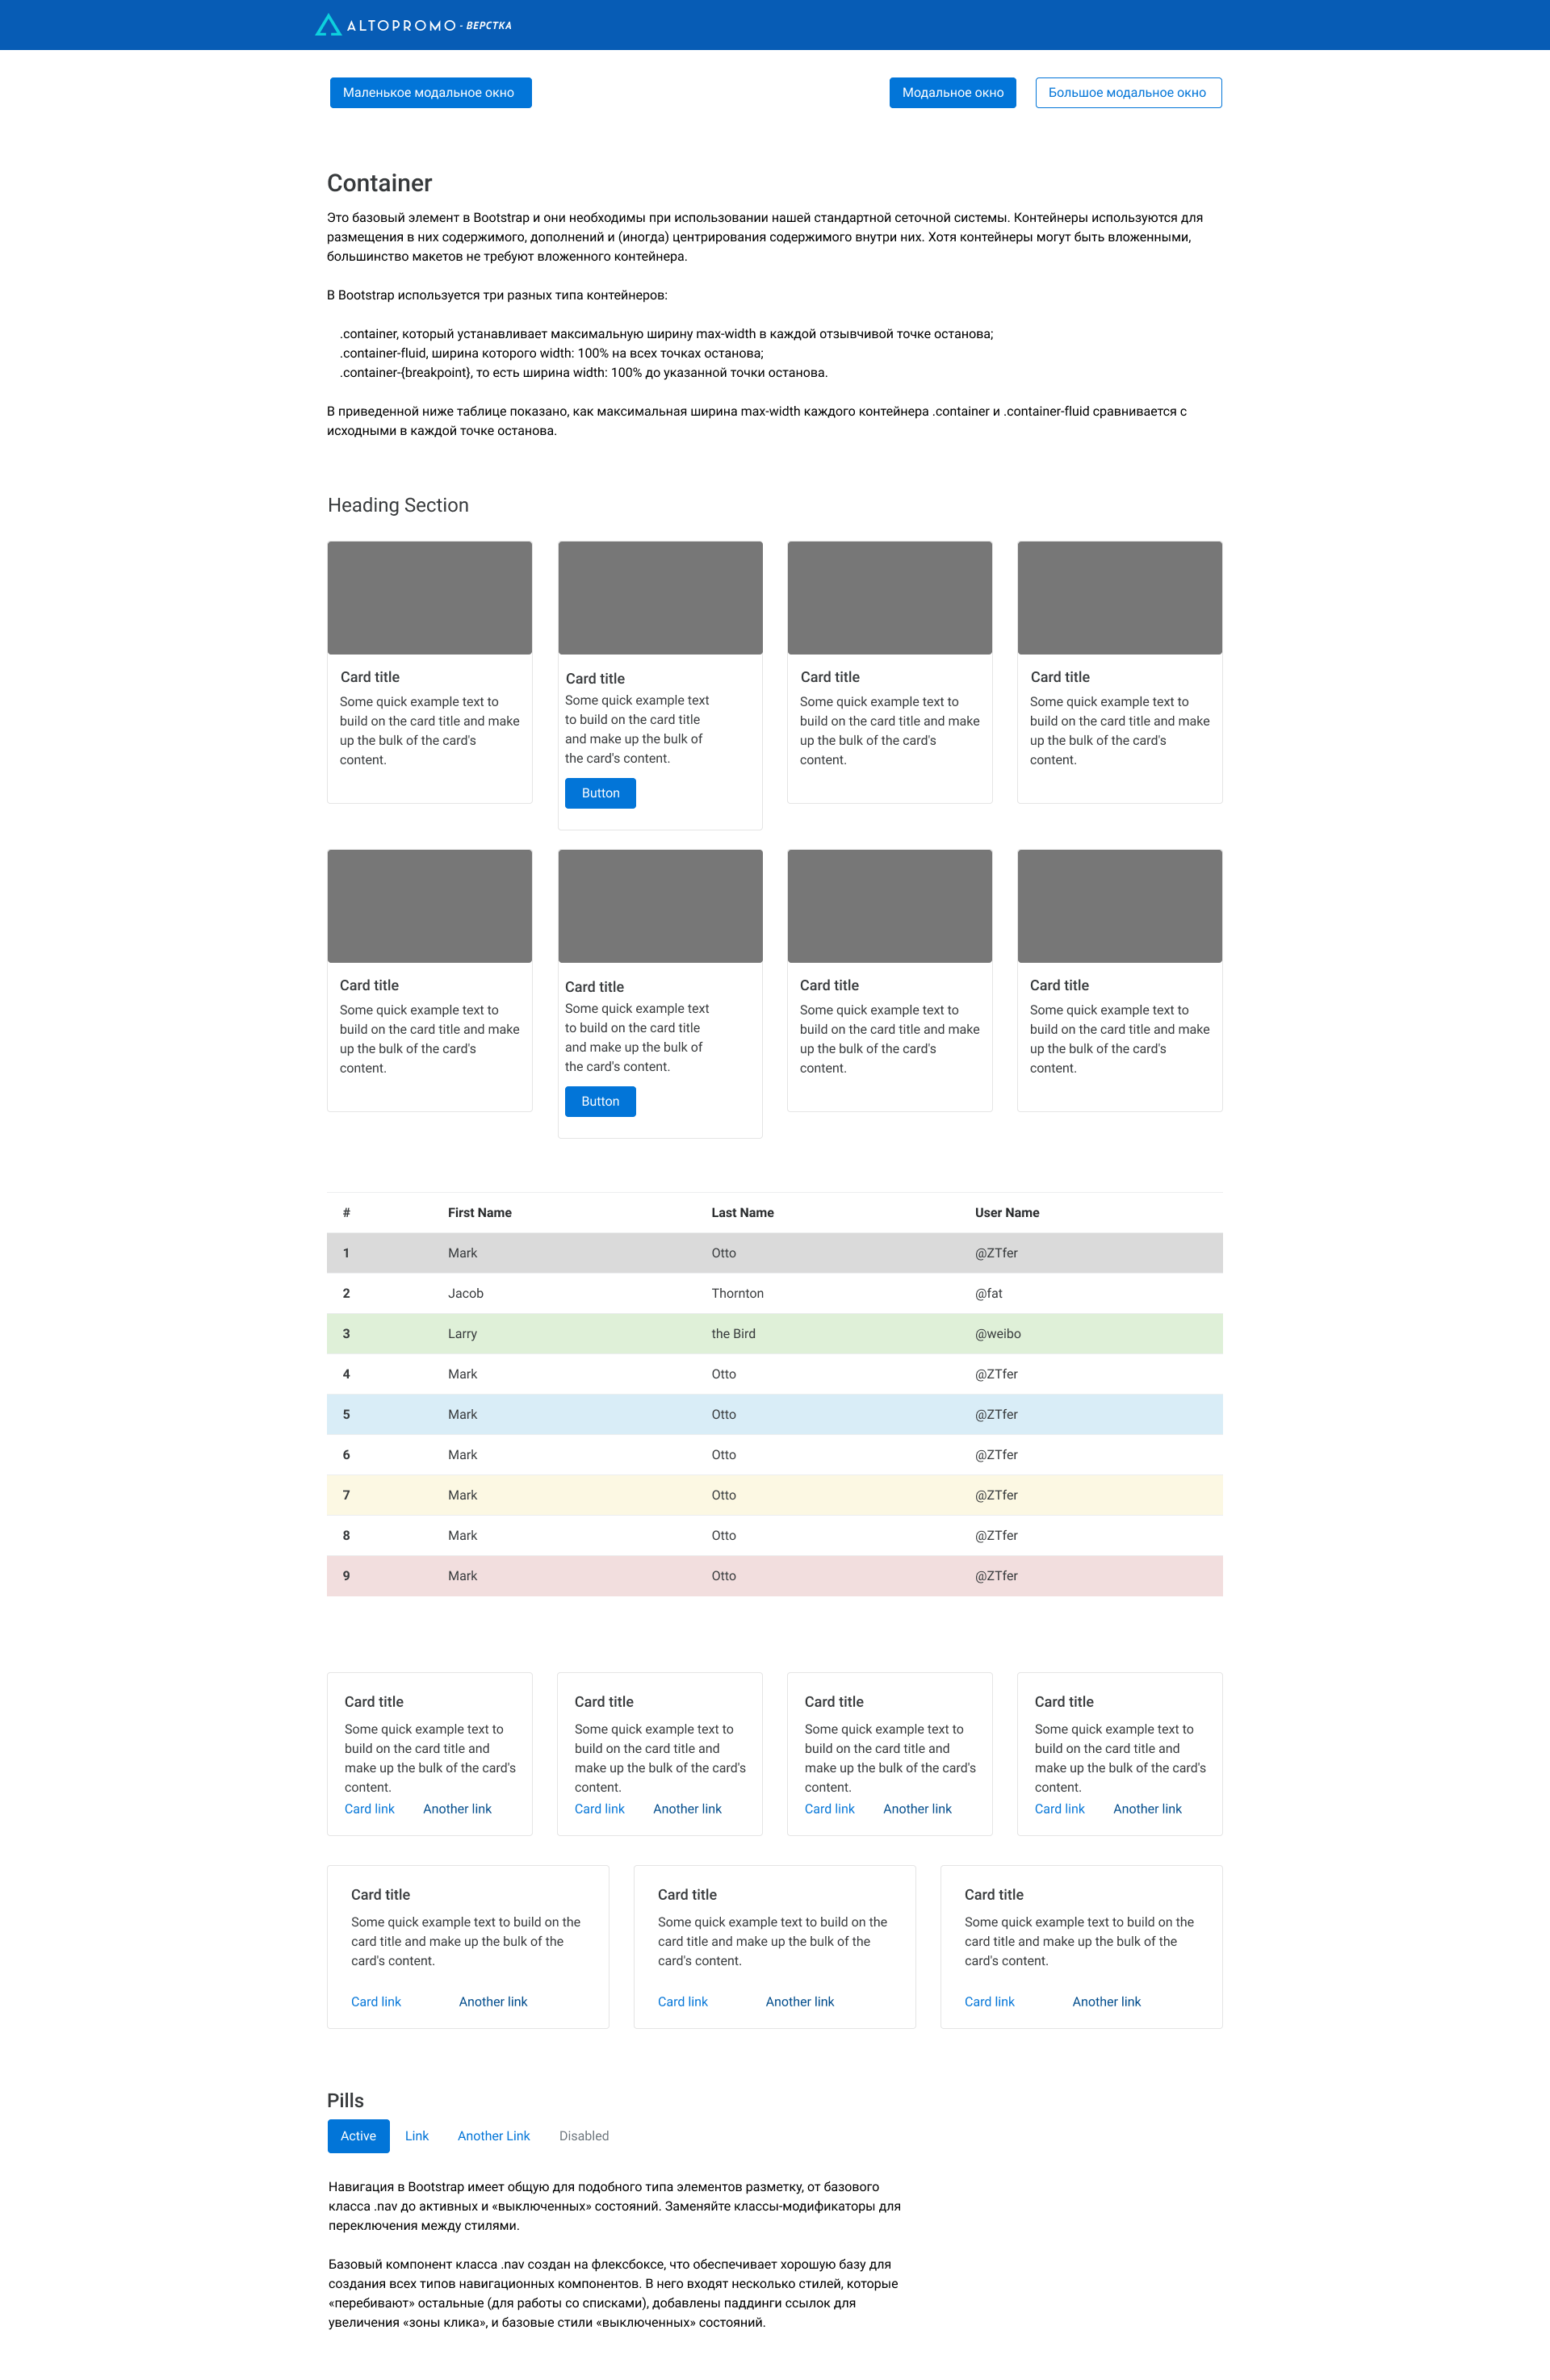 ALTOPROMO - ВЕРСТКА
Маленькое модальное окно
Модальное окно
Большое модальное окно
Container
Это базовый элемент в Bootstrap и они необходимы при использовании нашей стандартной сеточной системы. Контейнеры используются для
размещения в них содержимого, дополнений и (иногда) центрирования содержимого внутри них. Хотя контейнеры могут быть вложенными,
большинство макетов не требуют вложенного контейнера.
В Bootstrap используется три разных типа контейнеров:
.container, который устанавливает максимальную ширину max-width в каждой отзывчивой точке останова;
.container-fluid, ширина которого width: 100% на всех точках останова;
.container-{breakpoint}, то есть ширина width: 100% до указанной точки останова.
В приведенной ниже таблице показано, как максимальная ширина max-width каждого контейнера .container и .container-fluid сравнивается с
исходными в каждой точке останова.
Heading Section
Card title
Some quick example text to
build on the card title and make
up the bulk of the card's
content.
Card title
Some quick example text
to build on the card title
and make up the bulk of
the card's content.
Button
Card title
Some quick example text to
build on the card title and make
up the bulk of the card's
content.
Card title
Some quick example text to
build on the card title and make
up the bulk of the card's
content.
Card title
Some quick example text to
build on the card title and make
up the bulk of the card's
content.
Card title
Some quick example text
to build on the card title
and make up the bulk of
the card's content.
Button
Card title
Some quick example text to
build on the card title and make
up the bulk of the card's
content.
Card title
Some quick example text to
build on the card title and make
up the bulk of the card's
content.
# First Name Last Name User Name
1 Mark Otto @ZTfer
2 Jacob Thornton @fat
3 Larry the Bird @weibo
4 Mark Otto @ZTfer
5 Mark Otto @ZTfer
6 Mark Otto @ZTfer
7 Mark Otto @ZTfer
8 Mark Otto @ZTfer
9 Mark Otto @ZTfer
Card title
Some quick example text to
build on the card title and
make up the bulk of the card's
content.
Card link Another link
Card title
Some quick example text to
build on the card title and
make up the bulk of the card's
content.
Card link Another link
Card title
Some quick example text to
build on the card title and
make up the bulk of the card's
content.
Card link Another link
Card title
Some quick example text to
build on the card title and
make up the bulk of the card's
content.
Card link Another link
Card title
Some quick example text to build on the
card title and make up the bulk of the
card's content.
Card link Another link
Card title
Some quick example text to build on the
card title and make up the bulk of the
card's content.
Card link Another link
Card title
Some quick example text to build on the
card title and make up the bulk of the
card's content.
Card link Another link
Pills
Active Link Another Link Disabled
Навигация в Bootstrap имеет общую для подобного типа элементов разметку, от базового
класса .nav до активных и «выключенных» состояний. Заменяйте классы-модификаторы для
переключения между стилями.
Базовый компонент класса .nav создан на флексбоксе, что обеспечивает хорошую базу для
создания всех типов навигационных компонентов. В него входят несколько стилей, которые
«перебивают» остальные (для работы со списками), добавлены паддинги ссылок для
увеличения «зоны клика», и базовые стили «выключенных» состояний.